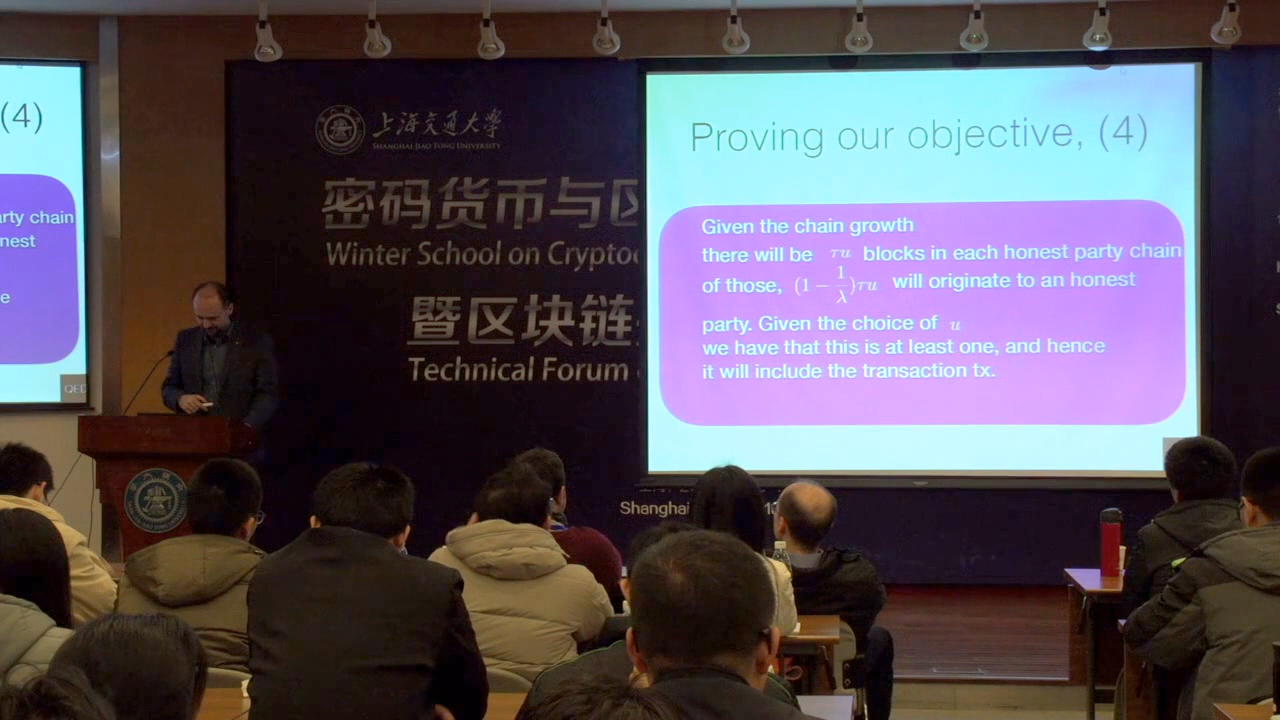 (4)
arty chain
nest
e
QED
上海交通大学
SHANGHAI JIAO TONG UNIVERSITY
密码货币与区
Winter School on Crypto
暨区块链
Technical Forum
Shanghai
Proving our objective, (4)
Given the chain growth
there will be τu blocks in each honest party chain
of those, (1 − 1/λ)τu will originate to an honest
party. Given the choice of u
we have that this is at least one, and hence
it will include the transaction tx.